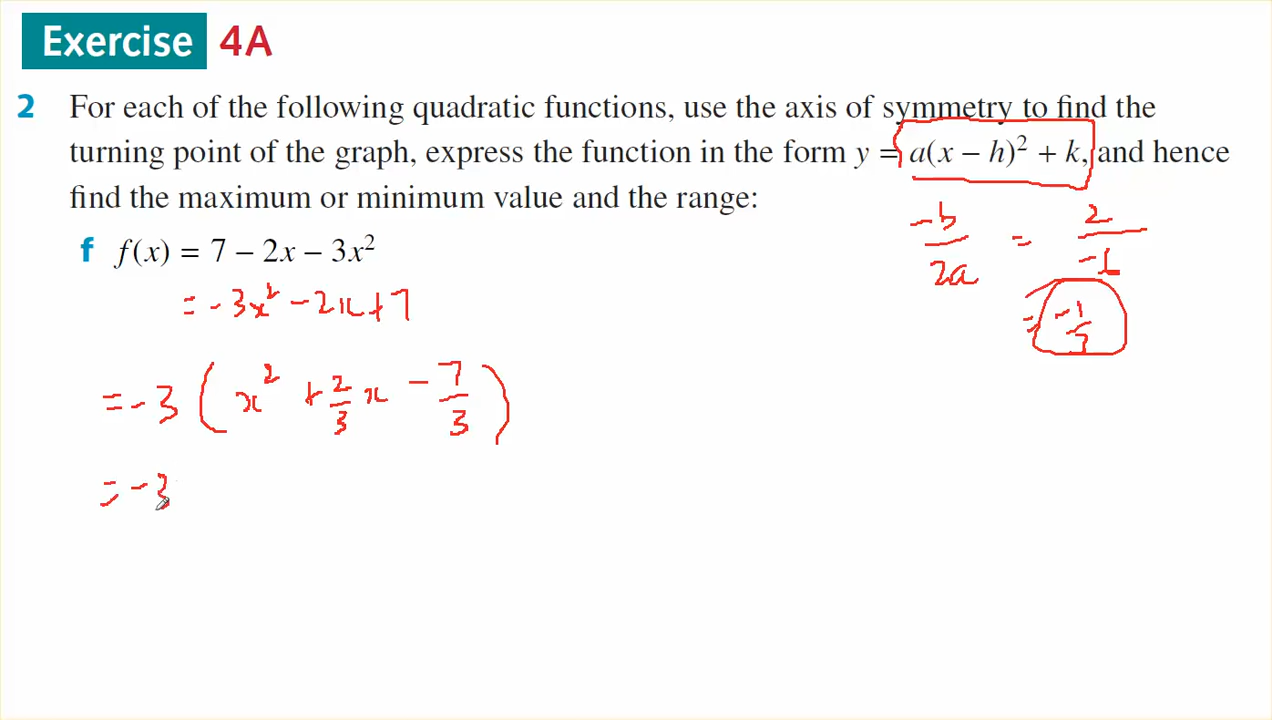 Exercise 4A
2 For each of the following quadratic functions, use the axis of symmetry to find the
turning point of the graph, express the function in the form y = a(x − h)² + k, and hence
find the maximum or minimum value and the range:
f f(x) = 7 − 2x − 3x²
= -3x² -2x+7
= -3 ( x² + 2/3 x - 7/3 )
= -3
-b/2a = 2/-1
= -1/3